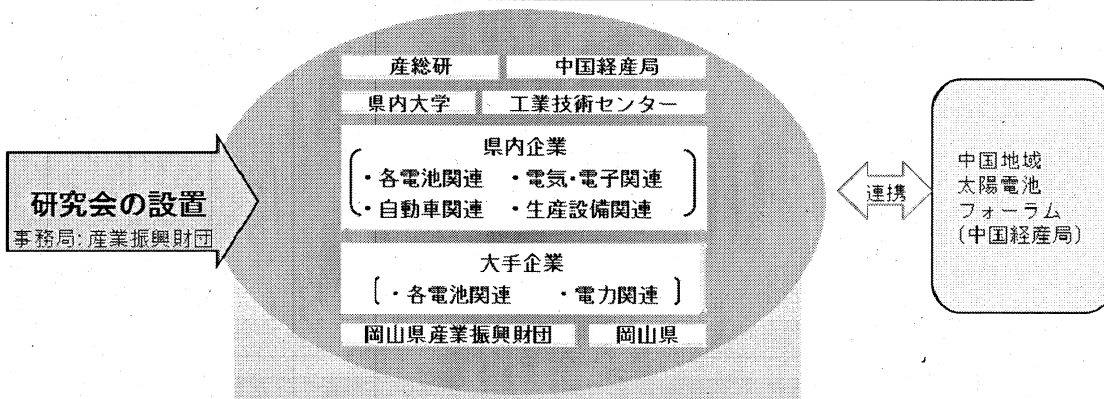 研究会の設置
事務局:産業振興財団
産総研
中国経産局
県内大学
工業技術センター
県内企業
・各電池関連 ・電気・電子関連
・自動車関連 ・生産設備関連
大手企業
・各電池関連 ・電力関連
岡山県産業振興財団
岡山県
連携
中国地域
太陽電池
フォーラム
(中国経産局)